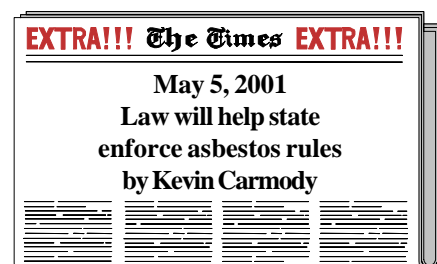 EXTRA!!! The Times EXTRA!!!
May 5, 2001
Law will help state
enforce asbestos rules
by Kevin Carmody